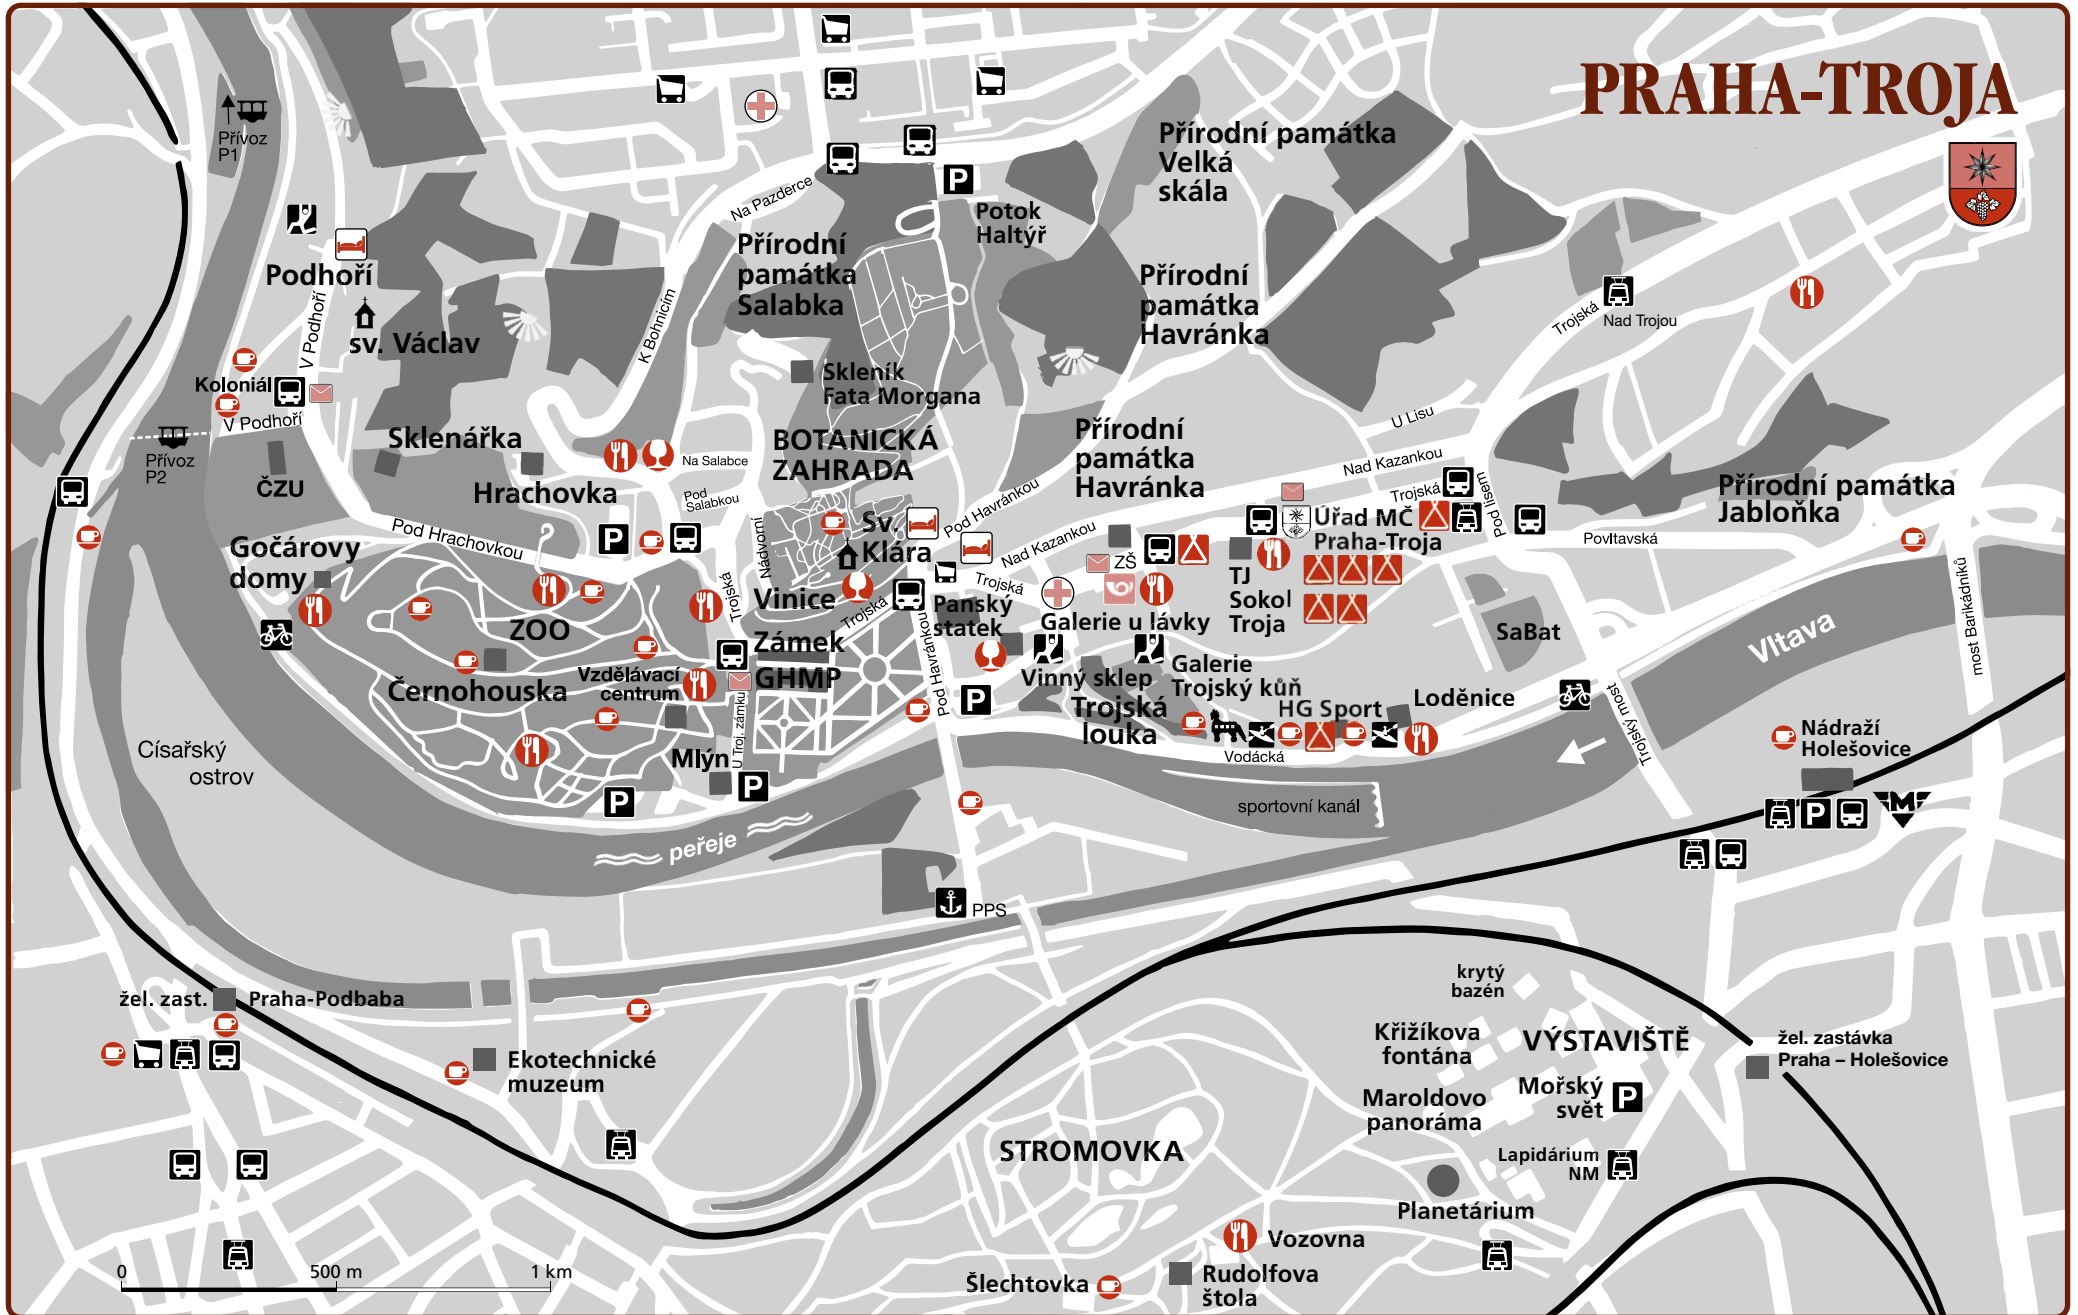 PRAHA-TROJA
Přívoz
P1
Přírodní památka
Velká
skála
Na Pazderce
Potok
Haltýř
Podhoří
Přírodní
památka
Salabka
Přírodní
památka
Havránka
V Podhoří
sv. Václav
K Bohnicím
Trojská
Nad Trojou
Koloniál
V Podhoří
Skleník
Fata Morgana
U Lisu
Sklenářka
BOTANICKÁ
ZAHRADA
Přírodní
památka
Havránka
Na Salabce
Nad Kazankou
Přívoz
P2
ČZU
Hrachovka
Pod
Salabkou
Pod Havránkou
Trojská
Pod lisem
Přírodní památka
Jabloňka
Pod Hrachovkou
Nádvorní
Sv.
Klára
Nad Kazankou
Úřad MČ
Praha-Troja
Povltavská
Gočárovy
domy
ZŠ
Trojská
TJ
Sokol
Troja
most Barikádníků
Trojská
Vinice
Trojská
Panský
statek
Galerie u lávky
ZOO
Zámek
GHMP
SaBat
Vltava
Černohouska
Vzdělávací
centrum
Pod Havránkou
Vinný sklep
Galerie
Trojský kůň
Trojská
louka
HG Sport
Loděnice
Trojský most
U Troj. zámku
Císařský
ostrov
Mlýn
Vodácká
Nádraží
Holešovice
sportovní kanál
M
peřeje
PPS
žel. zast.
Praha-Podbaba
krytý
bazén
Křižíkova
fontána
VÝSTAVIŠTĚ
žel. zastávka
Praha – Holešovice
Ekotechnické
muzeum
Mořský
svět
Maroldovo
panoráma
STROMOVKA
Lapidárium
NM
Planetárium
Vozovna
Šlechtovka
Rudolfova
štola
0 500 m 1 km
P
P
P
P
P
P
P